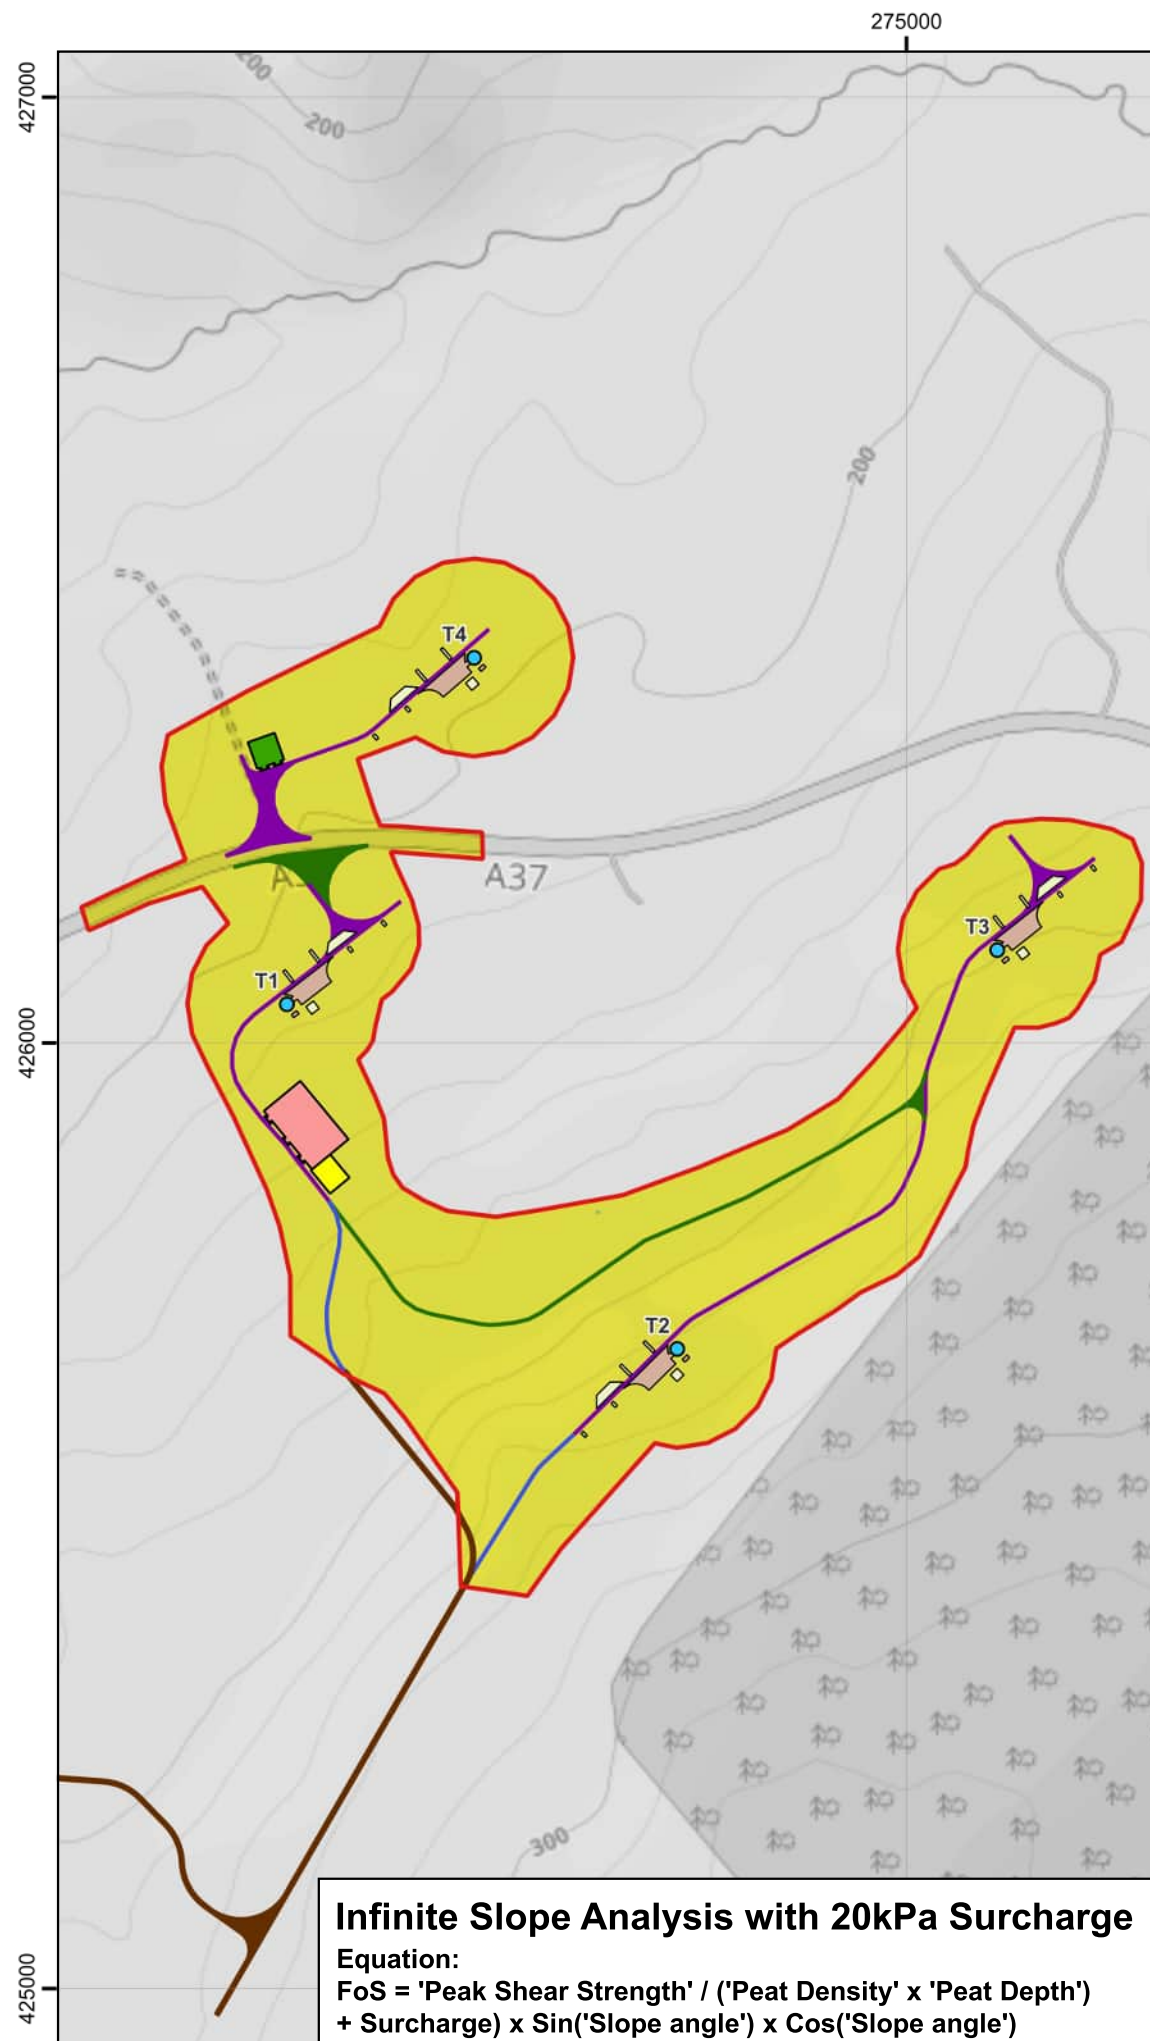 275000
427000
200
200
200
T4
A37
T1
T3
426000
T2
300
425000
Infinite Slope Analysis with 20kPa Surcharge
Equation:
FoS = 'Peak Shear Strength' / ('Peat Density' x 'Peat Depth')
+ Surcharge) x Sin('Slope angle') x Cos('Slope angle')